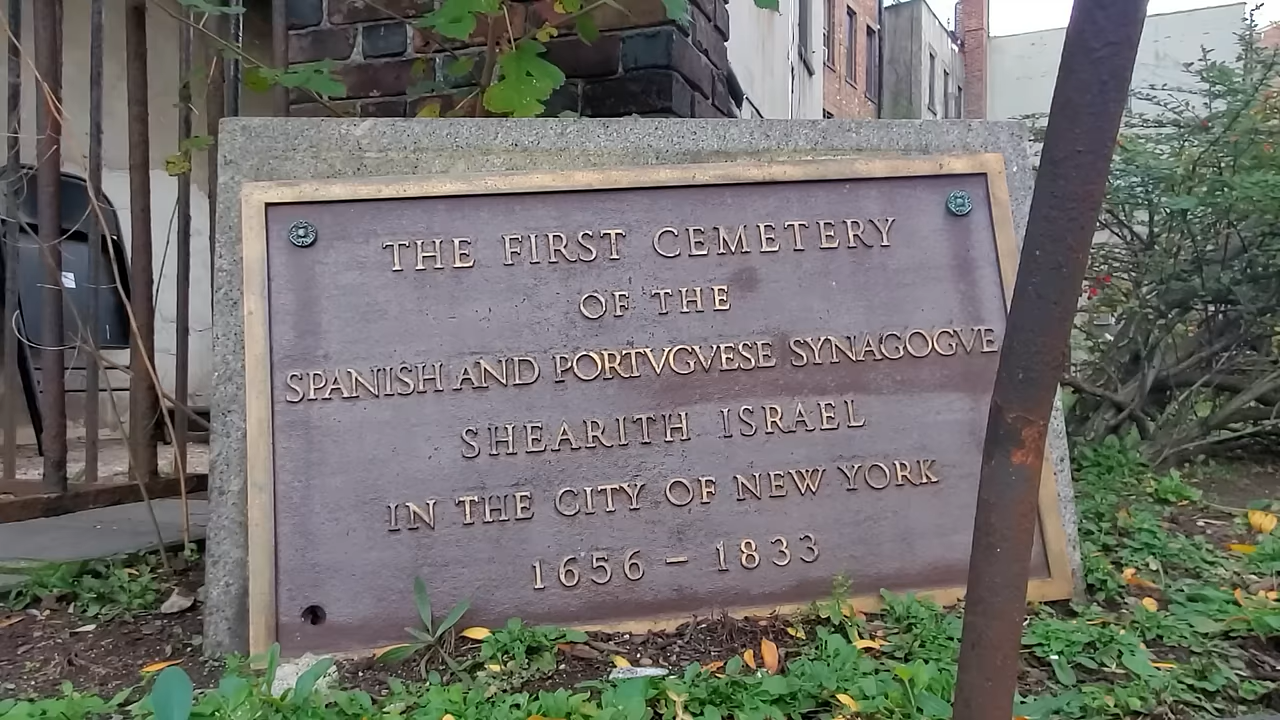 THE FIRST CEMETERY
OF THE
SPANISH AND PORTVGVESE SYNAGOGVE
SHEARITH ISRAEL
IN THE CITY OF NEW YORK
1656 – 1833